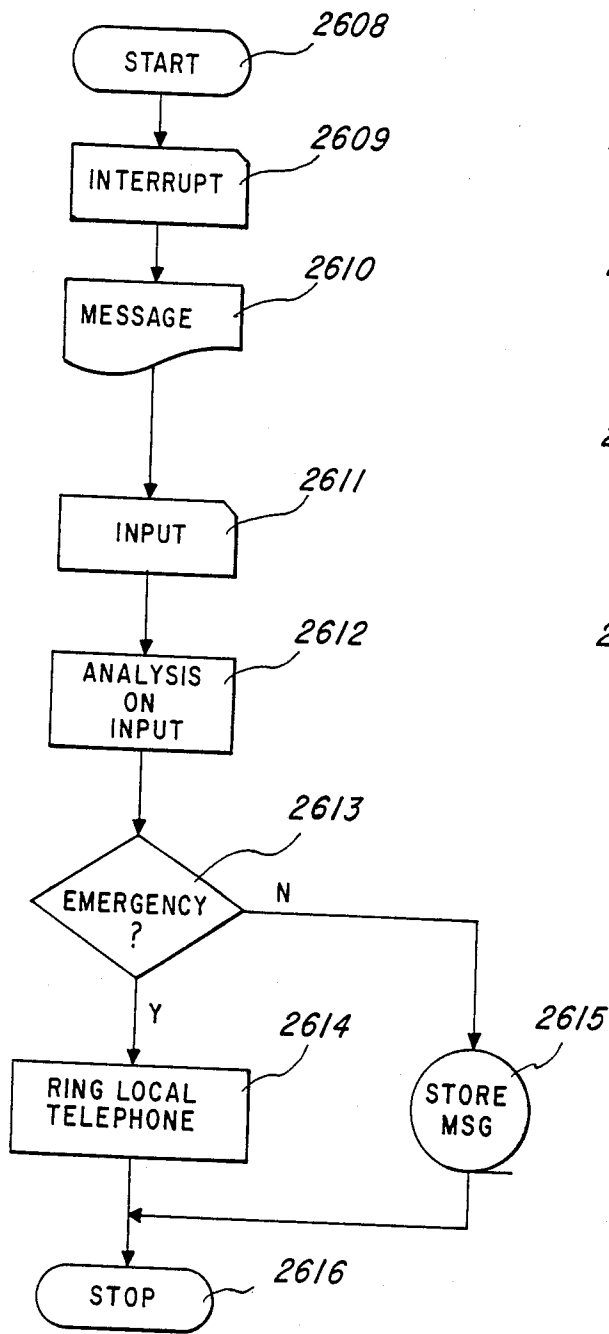 2608
START
2609
INTERRUPT
2610
MESSAGE
2611
INPUT
2612
ANALYSIS
ON
INPUT
2613
EMERGENCY
?
N
Y
2614
RING LOCAL
TELEPHONE
2615
STORE
MSG
2616
STOP